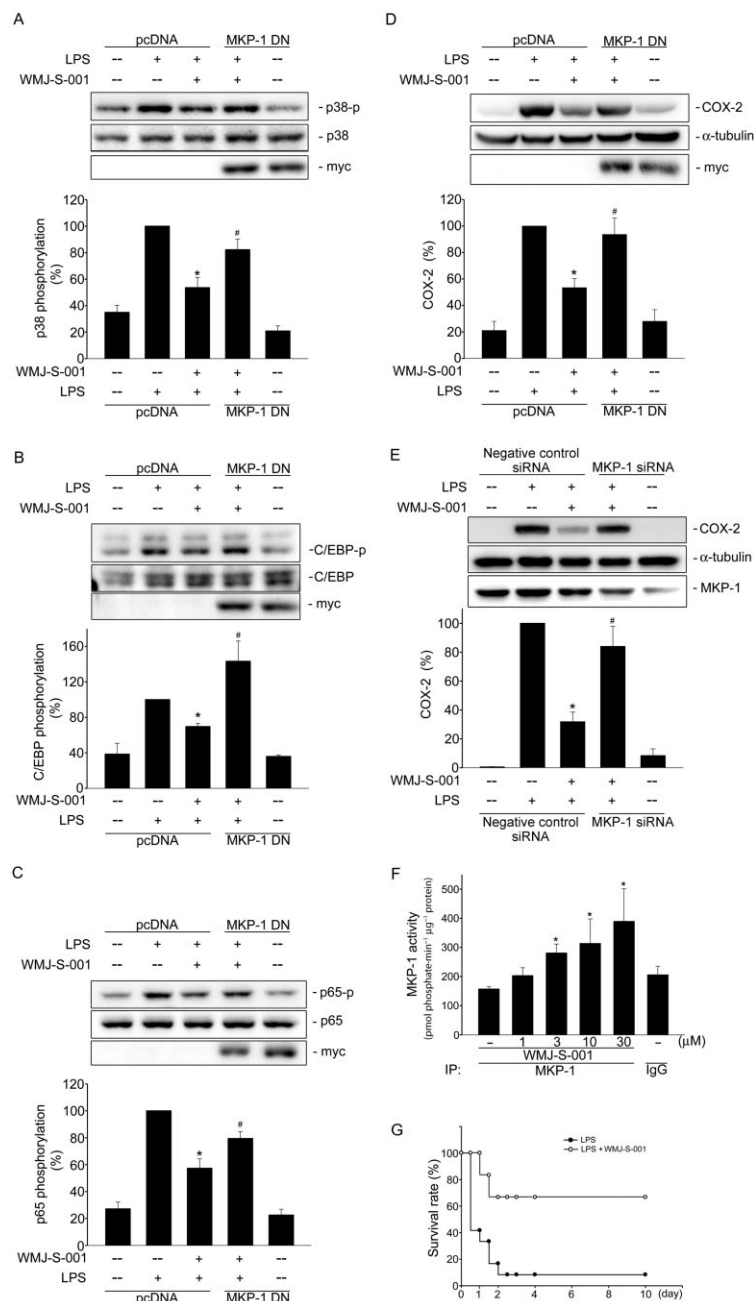 A
pcDNA MKP-1 DN
LPS -- + + + --
WMJ-S-001 -- -- + + --
- p38-p
- p38
- myc
p38 phosphorylation
(%)
120
100
80
60
40
20
0
*
#
WMJ-S-001 -- -- + + --
LPS -- + + + --
pcDNA MKP-1 DN
B
pcDNA MKP-1 DN
LPS -- + + + --
WMJ-S-001 -- -- + + --
-C/EBP-p
-C/EBP
- myc
C/EBP phosphorylation
(%)
160
120
80
40
0
*
#
WMJ-S-001 -- -- + + --
LPS -- + + + --
pcDNA MKP-1 DN
C
pcDNA MKP-1 DN
LPS -- + + + --
WMJ-S-001 -- -- + + --
- p65-p
- p65
- myc
p65 phosphorylation
(%)
120
100
80
60
40
20
0
*
#
WMJ-S-001 -- -- + + --
LPS -- + + + --
pcDNA MKP-1 DN
D
pcDNA MKP-1 DN
LPS -- + + + --
WMJ-S-001 -- -- + + --
-COX-2
-α-tubulin
- myc
COX-2 (%)
120
100
80
60
40
20
0
*
#
WMJ-S-001 -- -- + + --
LPS -- + + + --
pcDNA MKP-1 DN
E
Negative control
siRNA MKP-1 siRNA
LPS -- + + + --
WMJ-S-001 -- -- + + --
-COX-2
-α-tubulin
-MKP-1
COX-2 (%)
100
80
60
40
20
0
*
#
WMJ-S-001 -- -- + + --
LPS -- + + + --
Negative control
siRNA MKP-1 siRNA
F
MKP-1 activity
(pmol phosphate·min⁻¹ μg⁻¹ protein)
500
400
300
200
100
0
* * *
– 1 3 10 30 – (μM)
WMJ-S-001
IP: MKP-1 IgG
G
LPS
LPS + WMJ-S-001
Survival rate (%)
100
80
60
40
20
0
0 1 2 4 6 8 10 (day)